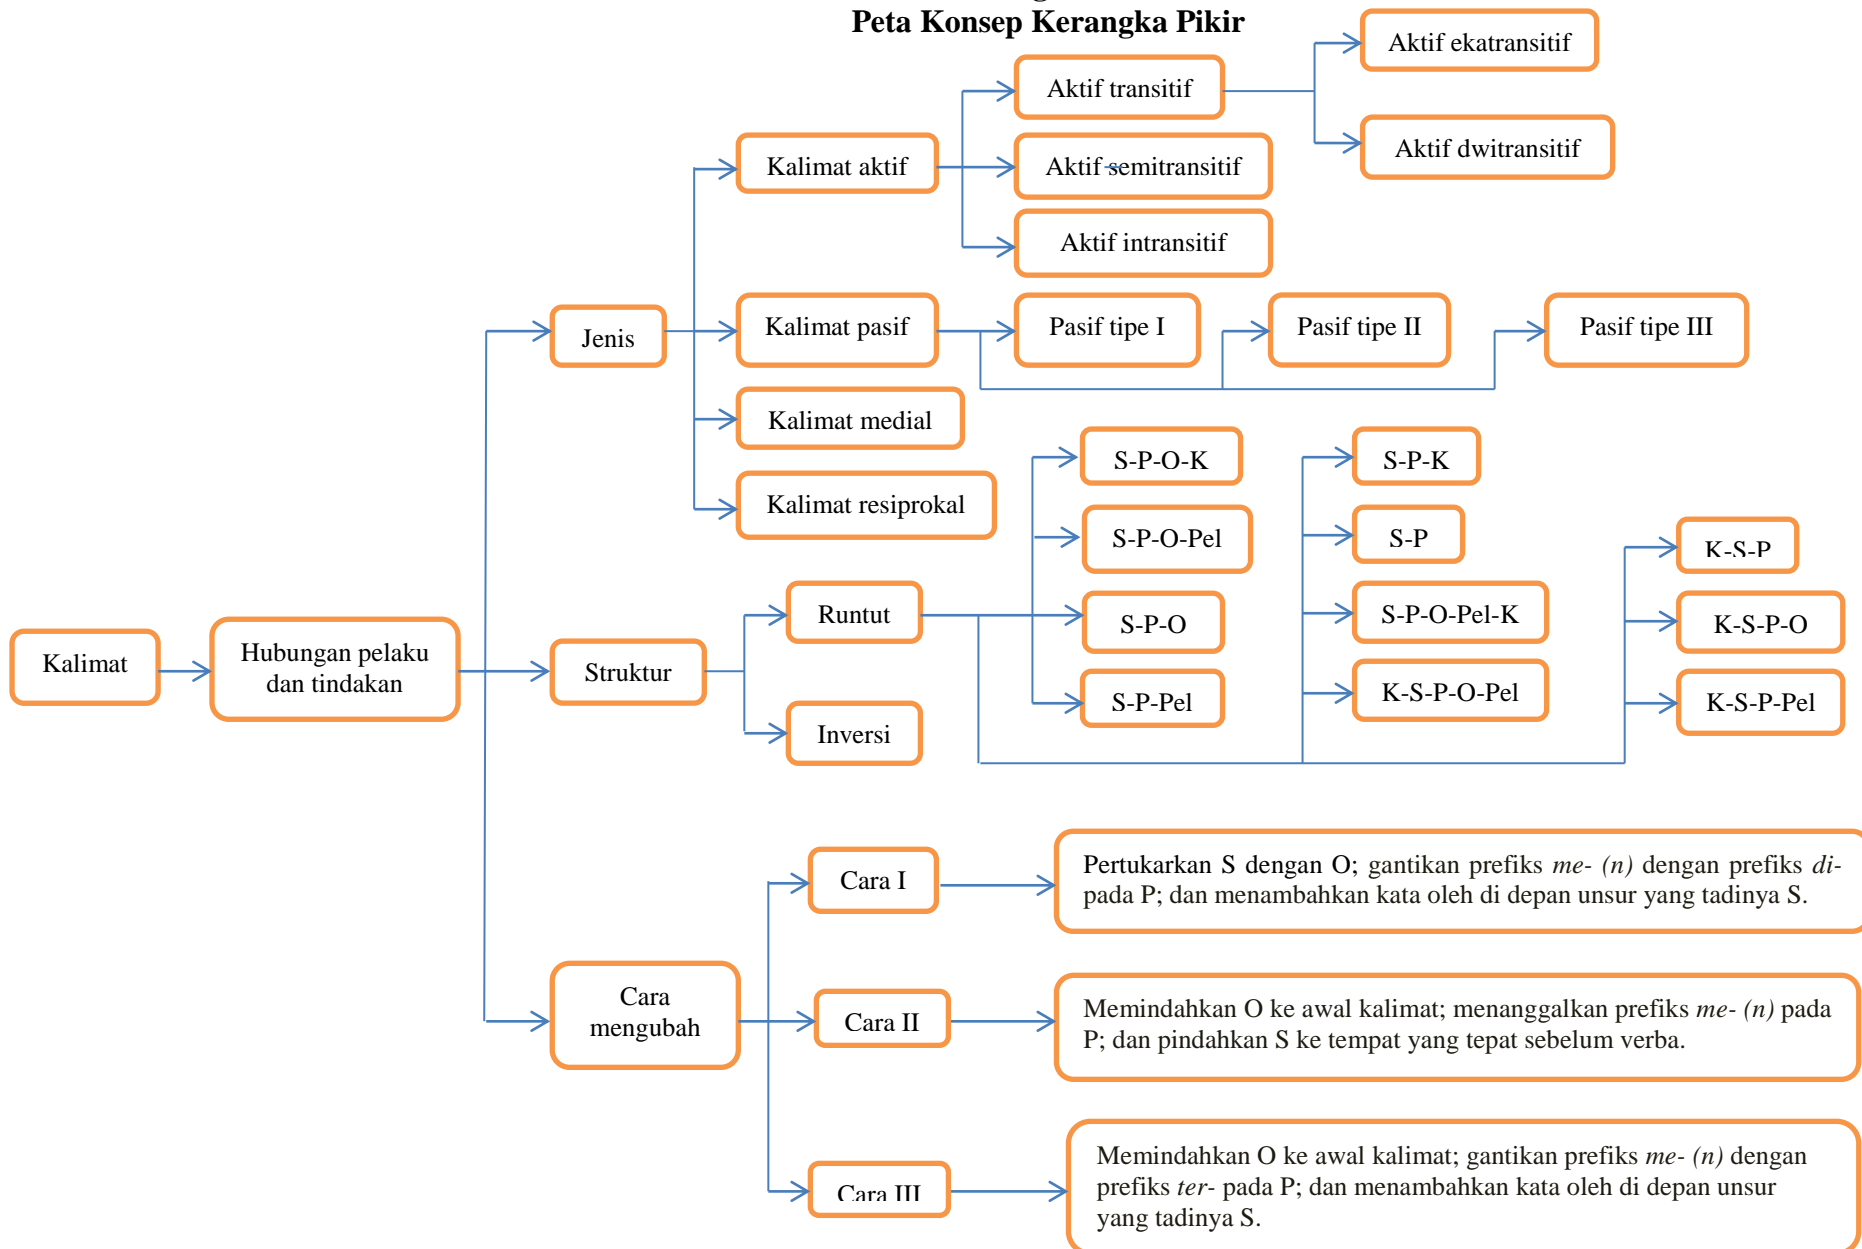 Peta Konsep Kerangka Pikir
Aktif ekatransitif
Aktif transitif
Aktif dwitransitif
Kalimat aktif
Aktif semitransitif
Aktif intransitif
Jenis
Kalimat pasif
Pasif tipe I
Pasif tipe II
Pasif tipe III
Kalimat medial
Kalimat resiprokal
S-P-O-K
S-P-K
S-P-O-Pel
S-P
K-S-P
Runtut
S-P-O
S-P-O-Pel-K
K-S-P-O
Kalimat
Hubungan pelaku
dan tindakan
Struktur
S-P-Pel
K-S-P-O-Pel
K-S-P-Pel
Inversi
Cara I
Pertukarkan S dengan O; gantikan prefiks me- (n) dengan prefiks di-
pada P; dan menambahkan kata oleh di depan unsur yang tadinya S.
Cara
mengubah
Cara II
Memindahkan O ke awal kalimat; menanggalkan prefiks me- (n) pada
P; dan pindahkan S ke tempat yang tepat sebelum verba.
Cara III
Memindahkan O ke awal kalimat; gantikan prefiks me- (n) dengan
prefiks ter- pada P; dan menambahkan kata oleh di depan unsur
yang tadinya S.